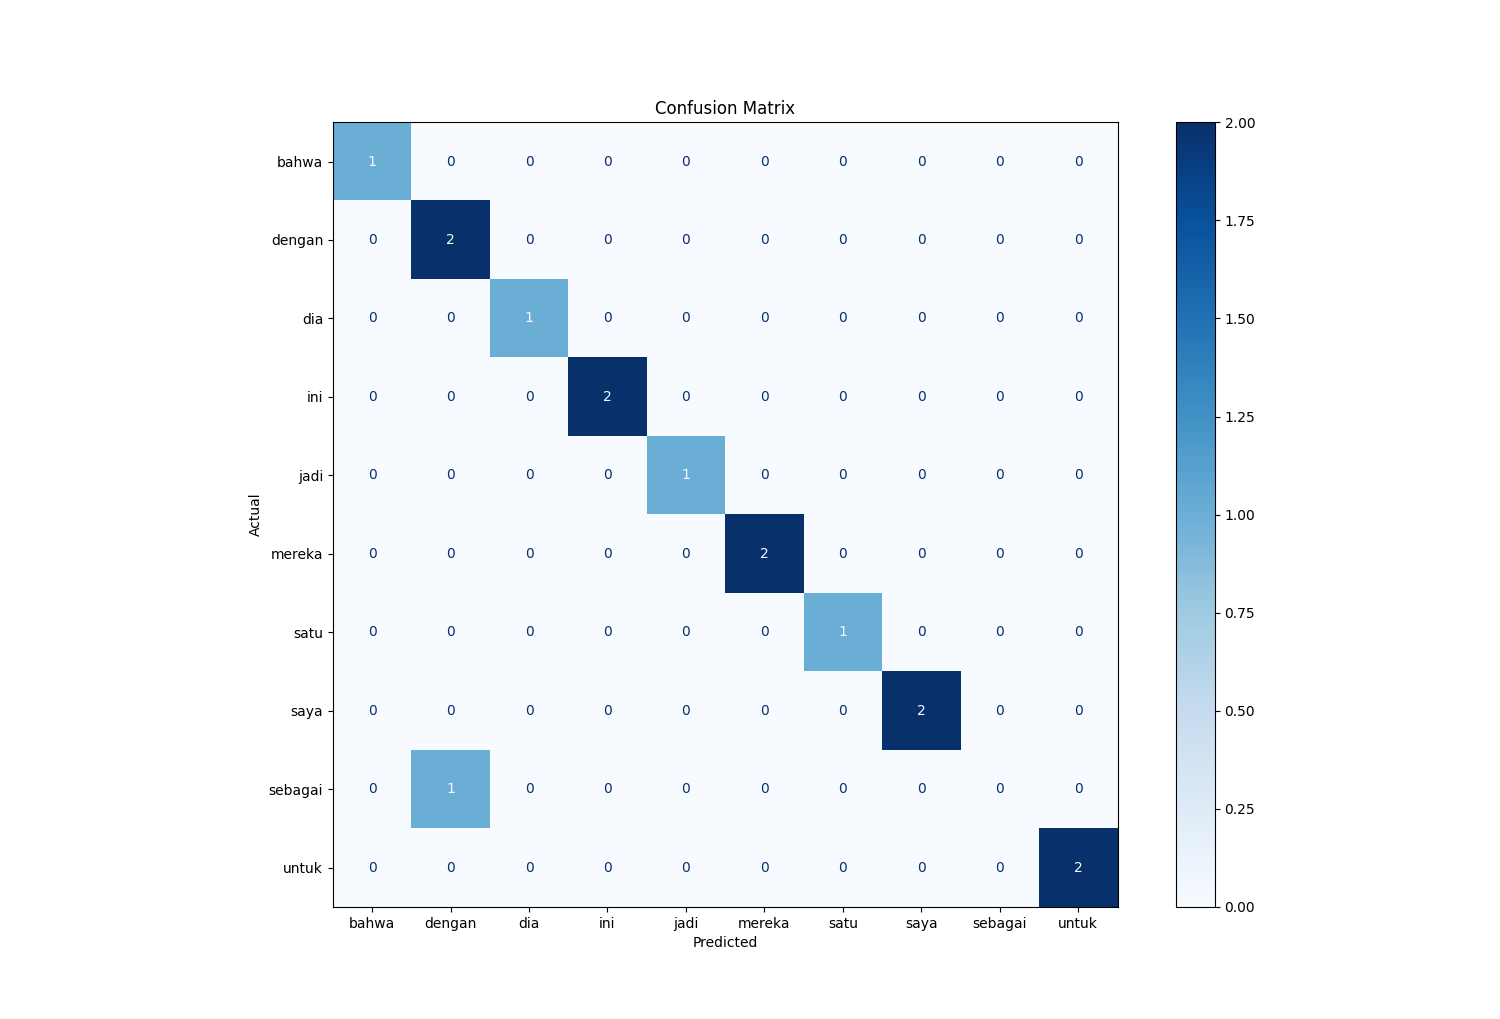 Confusion Matrix
bahwa 1 0 0 0 0 0 0 0 0 0
dengan 0 2 0 0 0 0 0 0 0 0
dia 0 0 1 0 0 0 0 0 0 0
ini 0 0 0 2 0 0 0 0 0 0
jadi 0 0 0 0 1 0 0 0 0 0
mereka 0 0 0 0 0 2 0 0 0 0
satu 0 0 0 0 0 0 1 0 0 0
saya 0 0 0 0 0 0 0 2 0 0
sebagai 0 1 0 0 0 0 0 0 0 0
untuk 0 0 0 0 0 0 0 0 0 2
bahwa dengan dia ini jadi mereka satu saya sebagai untuk
Predicted
Actual
2.00
1.75
1.50
1.25
1.00
0.75
0.50
0.25
0.00